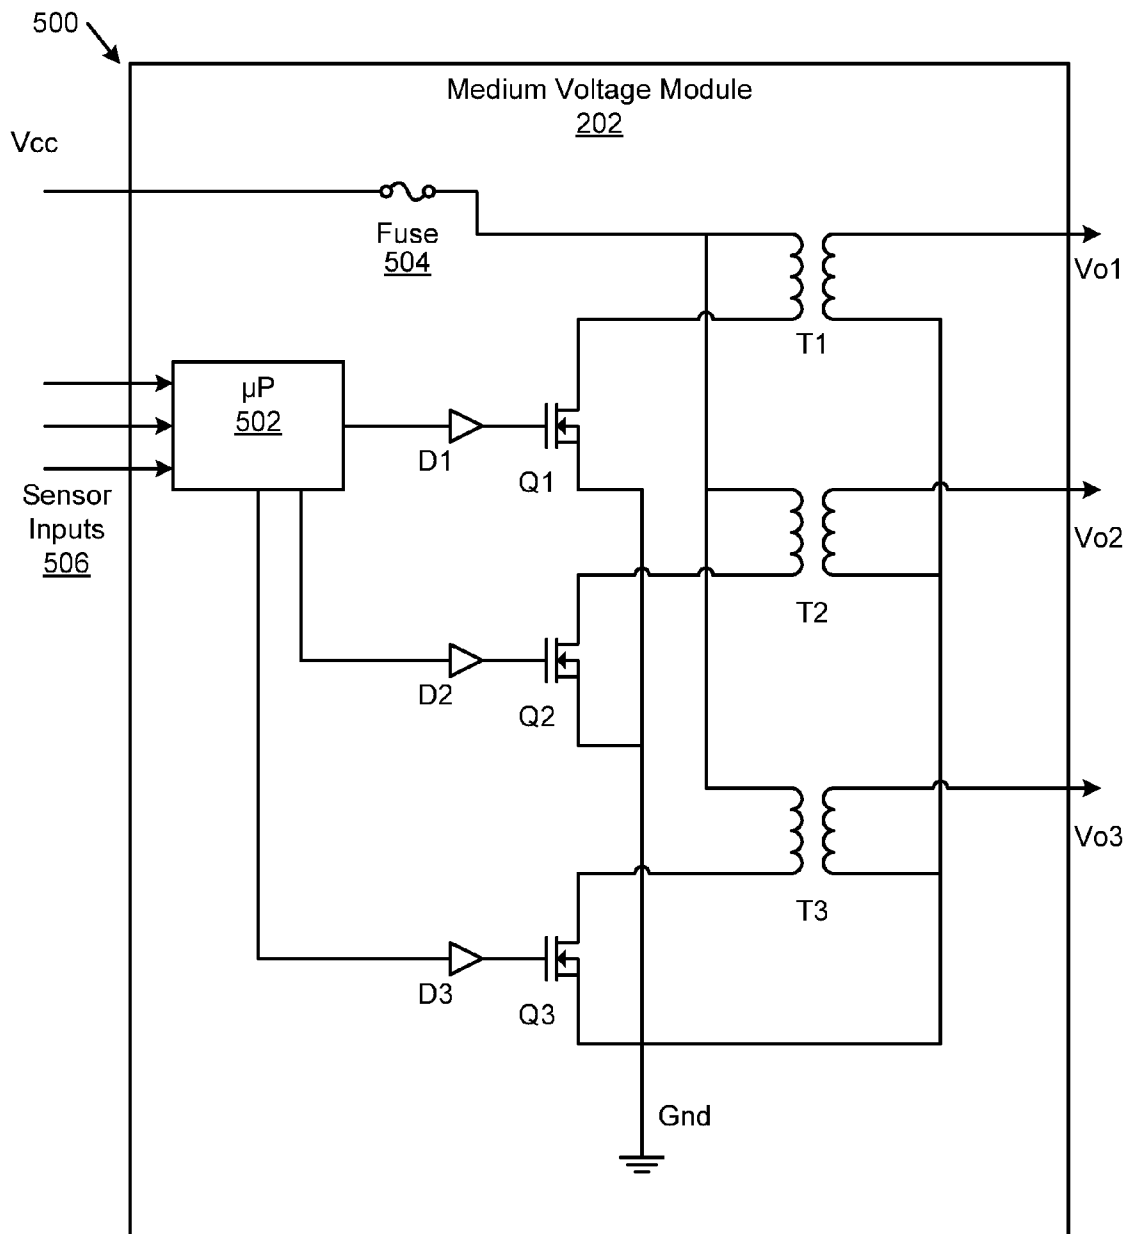 500
Medium Voltage Module
202
Vcc
Fuse
504
Vo1
T1
µP
502
D1
Q1
Sensor
Inputs
506
Vo2
T2
D2
Q2
Vo3
T3
D3
Q3
Gnd